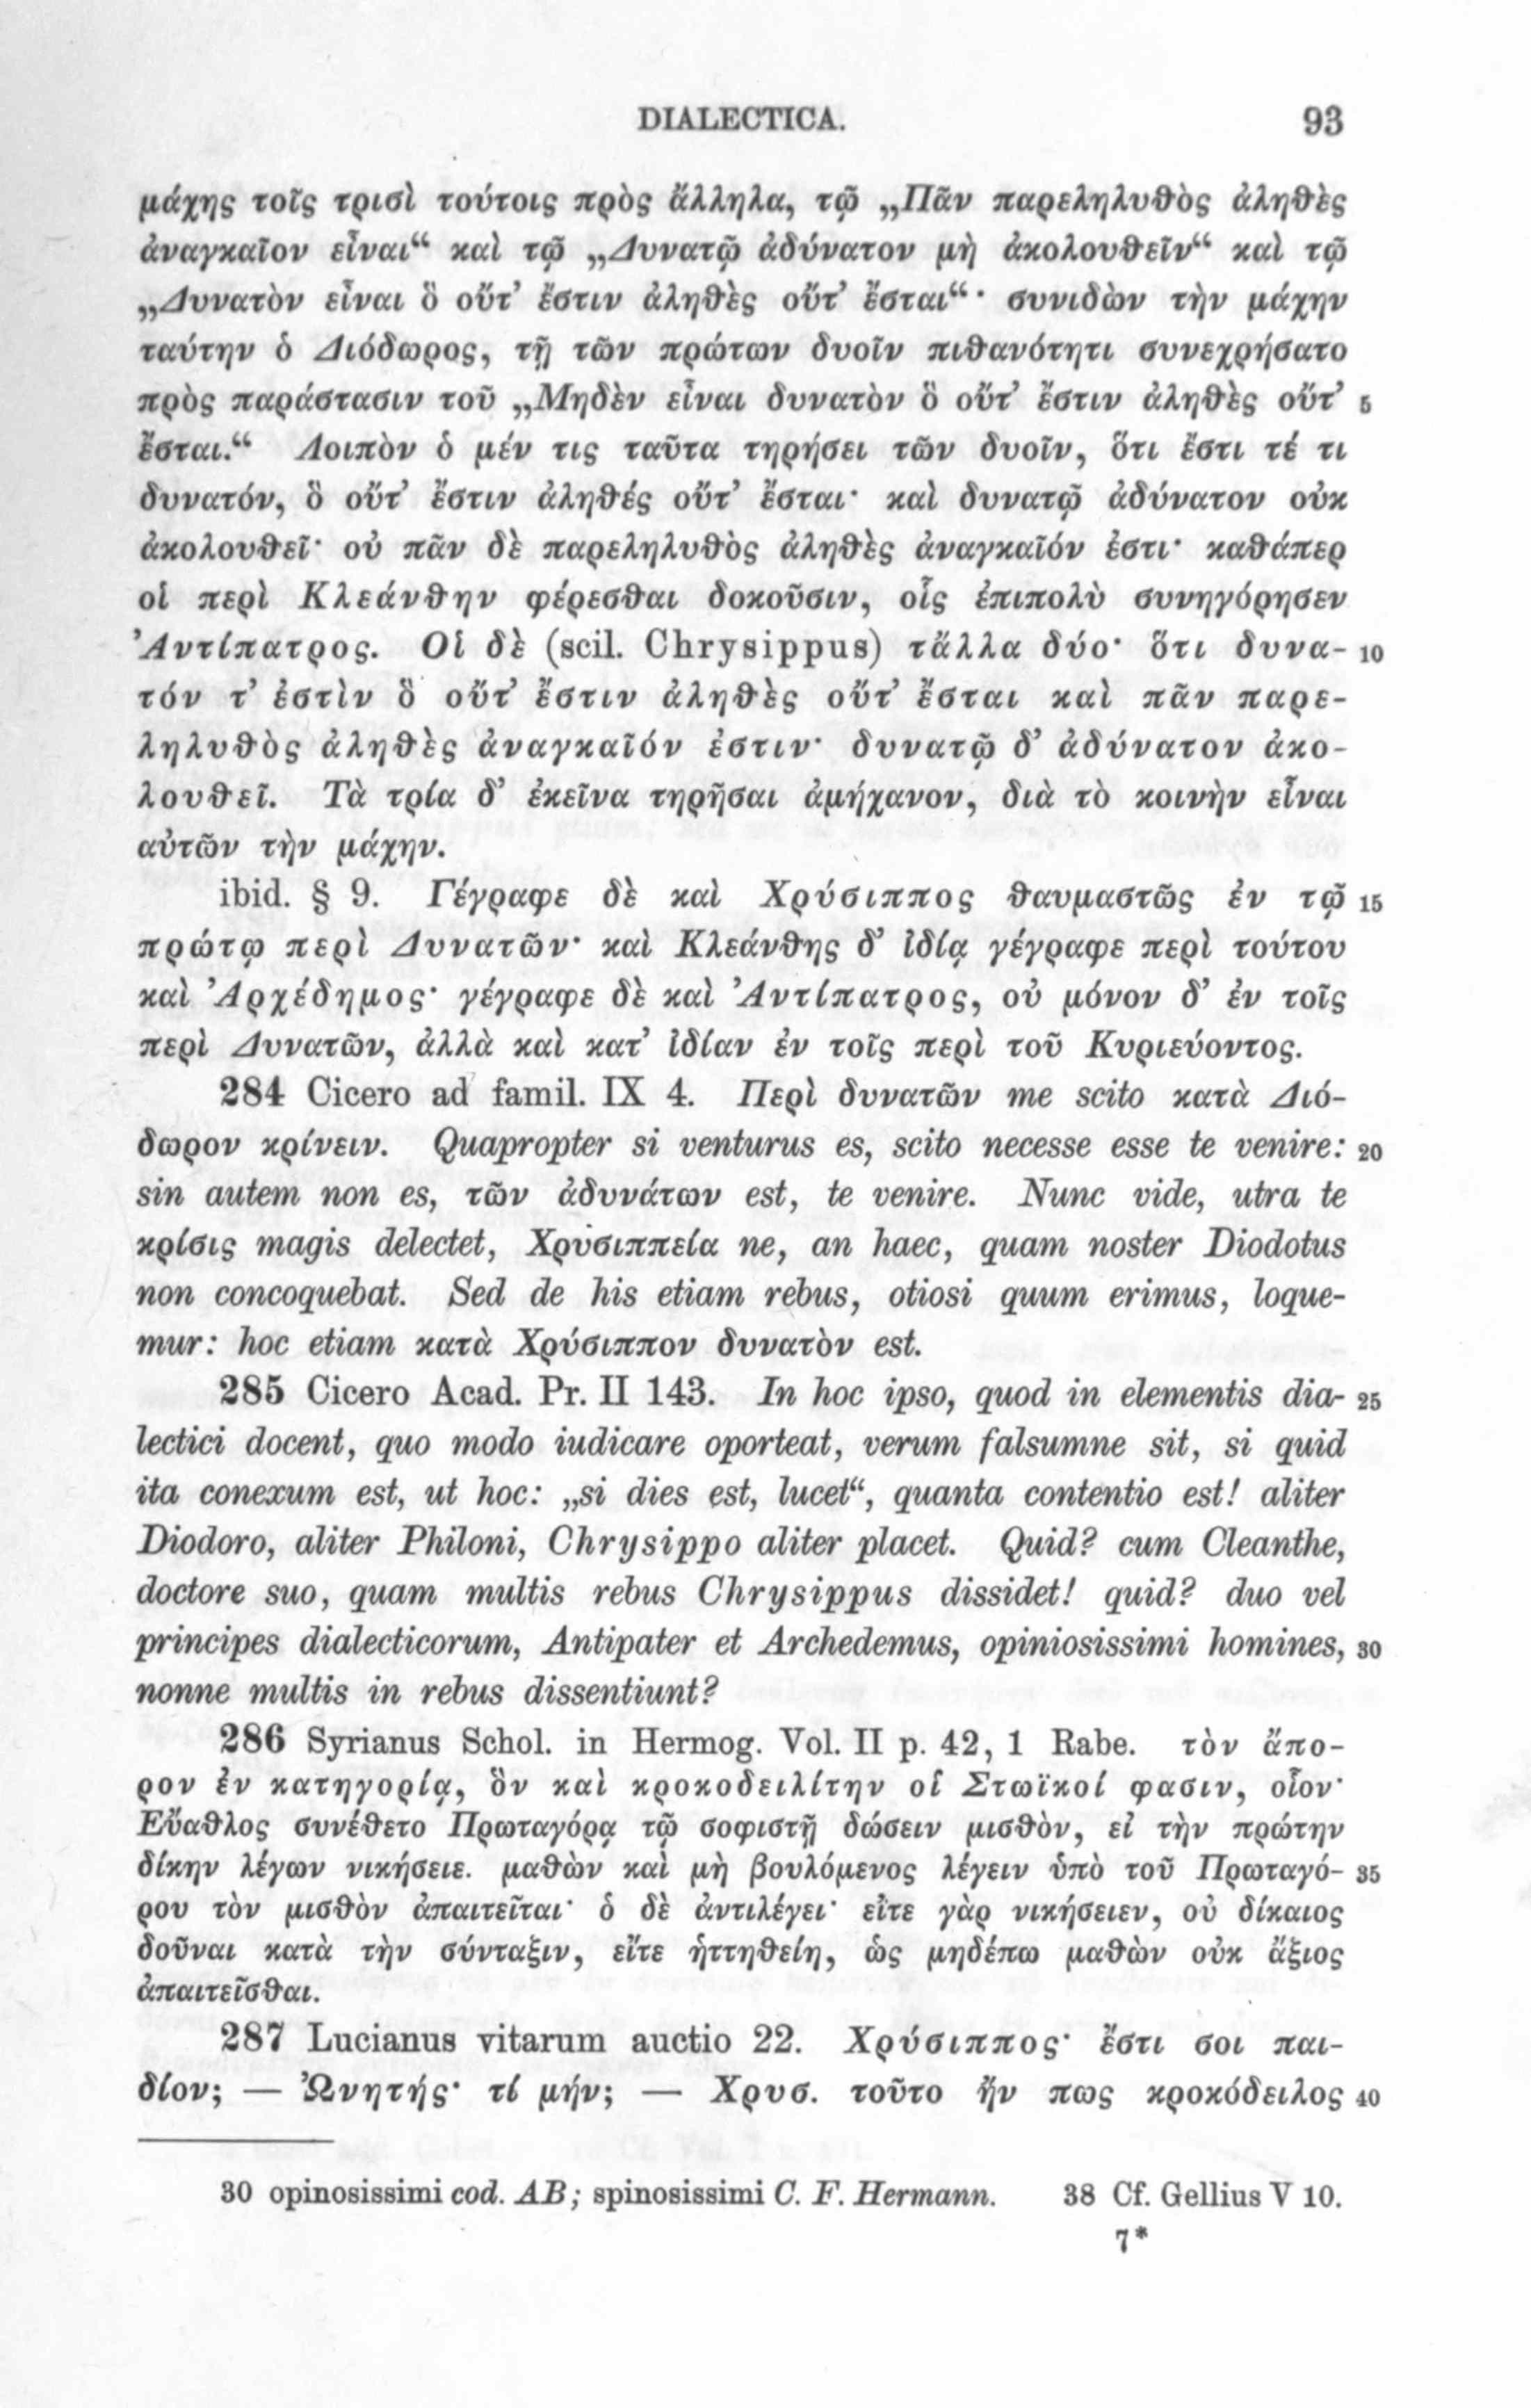 DIALECTICA. 93
μάχης τοῖς τρισὶ τούτοις πρὸς ἄλληλα, τῷ „Πᾶν παρεληλυθὸς ἀληθὲς
ἀναγκαῖον εἶναι“ καὶ τῷ „Δυνατῷ ἀδύνατον μὴ ἀκολουθεῖν“ καὶ τῷ
„Δυνατὸν εἶναι ὃ οὔτ’ ἔστιν ἀληθὲς οὔτ’ ἔσται“· συνιδὼν τὴν μάχην
ταύτην ὁ Διόδωρος, τῇ τῶν πρώτων δυοῖν πιθανότητι συνεχρήσατο
πρὸς παράστασιν τοῦ „Μηδὲν εἶναι δυνατὸν ὃ οὔτ’ ἔστιν ἀληθὲς οὔτ’ 5
ἔσται.“ Λοιπὸν ὁ μέν τις ταῦτα τηρήσει τῶν δυοῖν, ὅτι ἔστι τέ τι
δυνατόν, ὃ οὔτ’ ἔστιν ἀληθές οὔτ’ ἔσται· καὶ δυνατῷ ἀδύνατον οὐκ
ἀκολουθεῖ· οὐ πᾶν δὲ παρεληλυθὸς ἀληθὲς ἀναγκαῖόν ἐστι· καθάπερ
οἱ περὶ Κλεάνθην φέρεσθαι δοκοῦσιν, οἷς ἐπιπολὺ συνηγόρησεν
Ἀντίπατρος. Οἱ δὲ (scil. Chrysippus) τἄλλα δύο· ὅτι δυνα- 10
τόν τ’ ἐστὶν ὃ οὔτ’ ἔστιν ἀληθὲς οὔτ’ ἔσται καὶ πᾶν παρε-
ληλυθὸς ἀληθὲς ἀναγκαῖόν ἐστιν· δυνατῷ δ’ ἀδύνατον ἀκο-
λουθεῖ. Τὰ τρία δ’ ἐκεῖνα τηρῆσαι ἀμήχανον, διὰ τὸ κοινὴν εἶναι
αὐτῶν τὴν μάχην.
ibid. § 9. Γέγραφε δὲ καὶ Χρύσιππος θαυμαστῶς ἐν τῷ 15
πρώτῳ περὶ Δυνατῶν· καὶ Κλεάνθης δ’ ἰδίᾳ γέγραφε περὶ τούτου
καὶ Ἀρχέδημος· γέγραφε δὲ καὶ Ἀντίπατρος, οὐ μόνον δ’ ἐν τοῖς
περὶ Δυνατῶν, ἀλλὰ καὶ κατ’ ἰδίαν ἐν τοῖς περὶ τοῦ Κυριεύοντος.
284 Cicero ad famil. IX 4. Περὶ δυνατῶν me scito κατὰ Διό-
δωρον κρίνειν. Quapropter si venturus es, scito necesse esse te venire: 20
sin autem non es, τῶν ἀδυνάτων est, te venire. Nunc vide, utra te
κρίσις magis delectet, Χρυσιππεία ne, an haec, quam noster Diodotus
non concoquebat. Sed de his etiam rebus, otiosi quum erimus, loque-
mur: hoc etiam κατὰ Χρύσιππον δυνατὸν est.
285 Cicero Acad. Pr. II 143. In hoc ipso, quod in elementis dia- 25
lectici docent, quo modo iudicare oporteat, verum falsumne sit, si quid
ita conexum est, ut hoc: „si dies est, lucet“, quanta contentio est! aliter
Diodoro, aliter Philoni, Chrysippo aliter placet. Quid? cum Cleanthe,
doctore suo, quam multis rebus Chrysippus dissidet! quid? duo vel
principes dialecticorum, Antipater et Archedemus, opiniosissimi homines, 30
nonne multis in rebus dissentiunt?
286 Syrianus Schol. in Hermog. Vol. II p. 42, 1 Rabe. τὸν ἄπο-
ρον ἐν κατηγορίᾳ, ὃν καὶ κροκοδειλίτην οἱ Στωϊκοί φασιν, οἷον·
Εὔαθλος συνέθετο Πρωταγόρᾳ τῷ σοφιστῇ δώσειν μισθὸν, εἰ τὴν πρώτην
δίκην λέγων νικήσειε. μαθὼν καὶ μὴ βουλόμενος λέγειν ὑπὸ τοῦ Πρωταγό- 35
ρου τὸν μισθὸν ἀπαιτεῖται· ὁ δὲ ἀντιλέγει· εἴτε γὰρ νικήσειεν, οὐ δίκαιος
δοῦναι κατὰ τὴν σύνταξιν, εἴτε ἡττηθείη, ὡς μηδέπω μαθὼν οὐκ ἄξιος
ἀπαιτεῖσθαι.
287 Lucianus vitarum auctio 22. Χρύσιππος· ἔστι σοι παι-
δίον; — Ὠνητής· τί μήν; — Χρυσ. τοῦτο ἤν πως κροκόδειλος 40
30 opinosissimi cod. AB; spinosissimi C. F. Hermann. 38 Cf. Gellius V 10.
7*